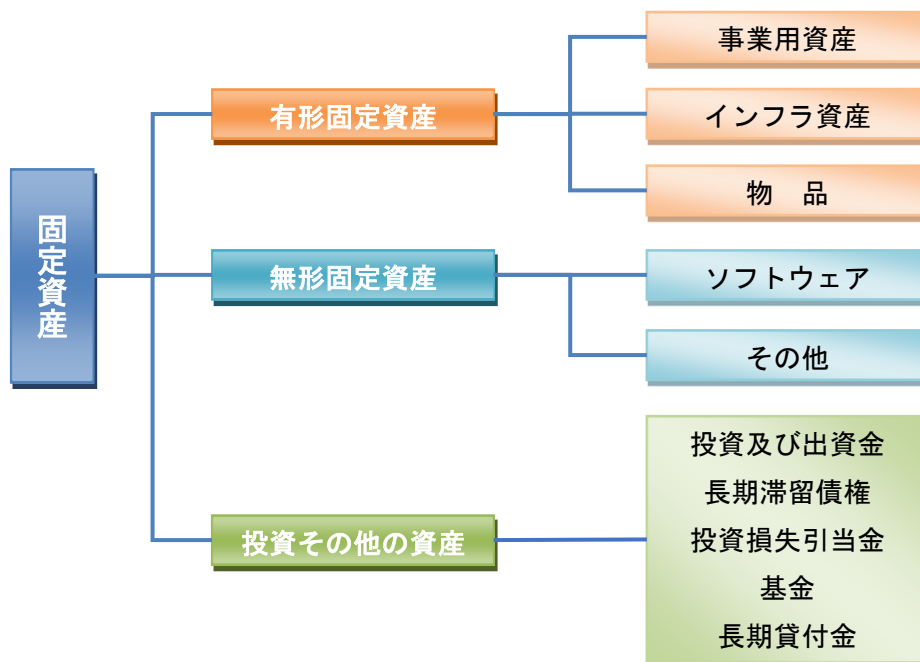 固定資産
有形固定資産
事業用資産
インフラ資産
物　品
無形固定資産
ソフトウェア
その他
投資その他の資産
投資及び出資金
長期滞留債権
投資損失引当金
基金
長期貸付金